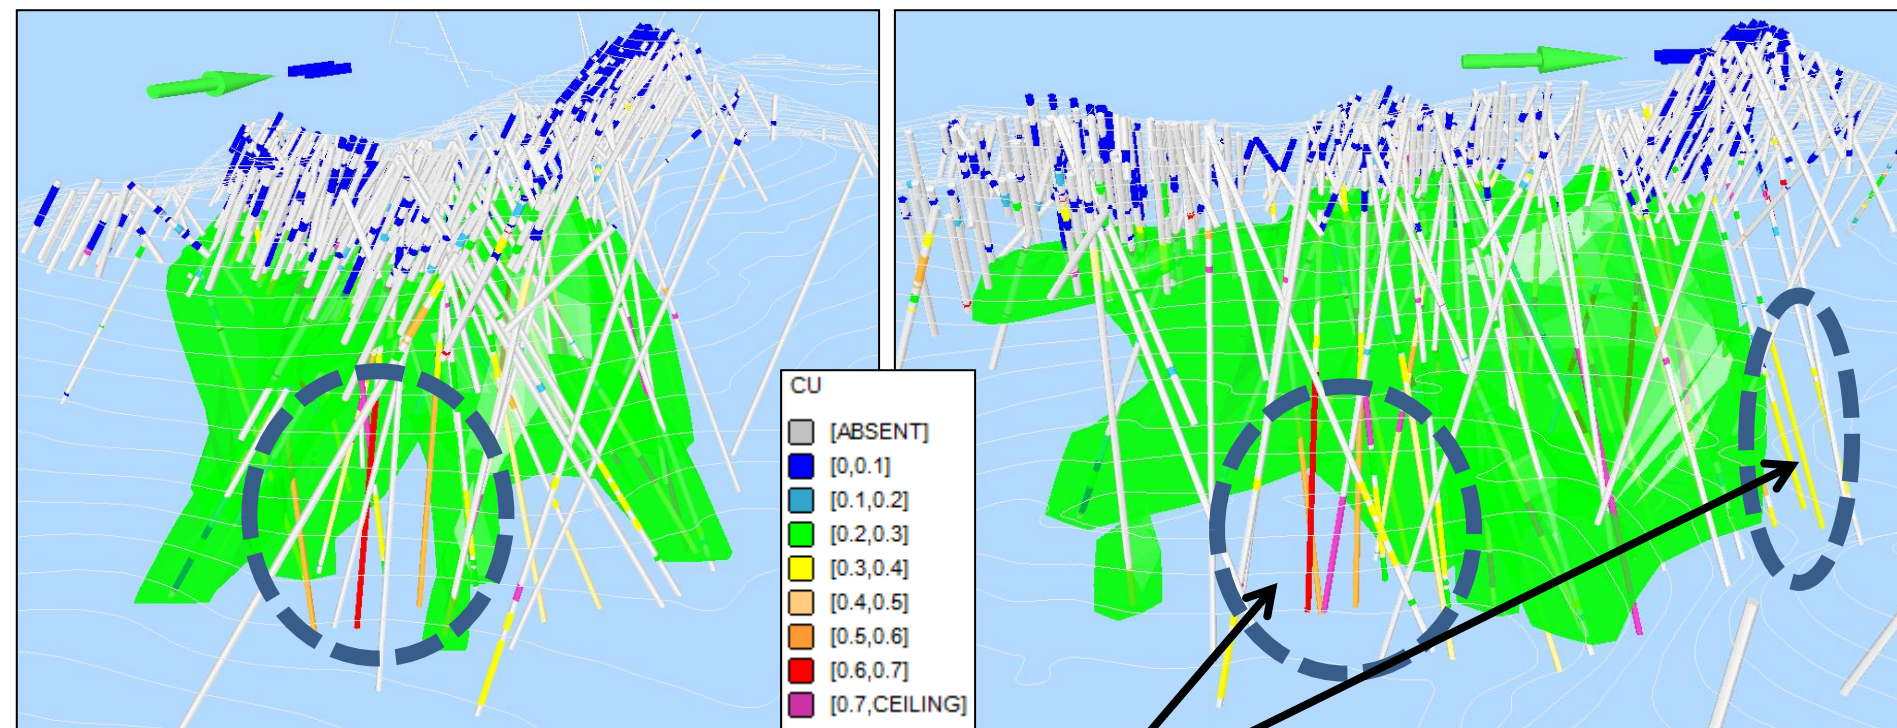 CU
[ABSENT]
[0,0.1]
[0.1,0.2]
[0.2,0.3]
[0.3,0.4]
[0.4,0.5]
[0.5,0.6]
[0.6,0.7]
[0.7,CEILING]